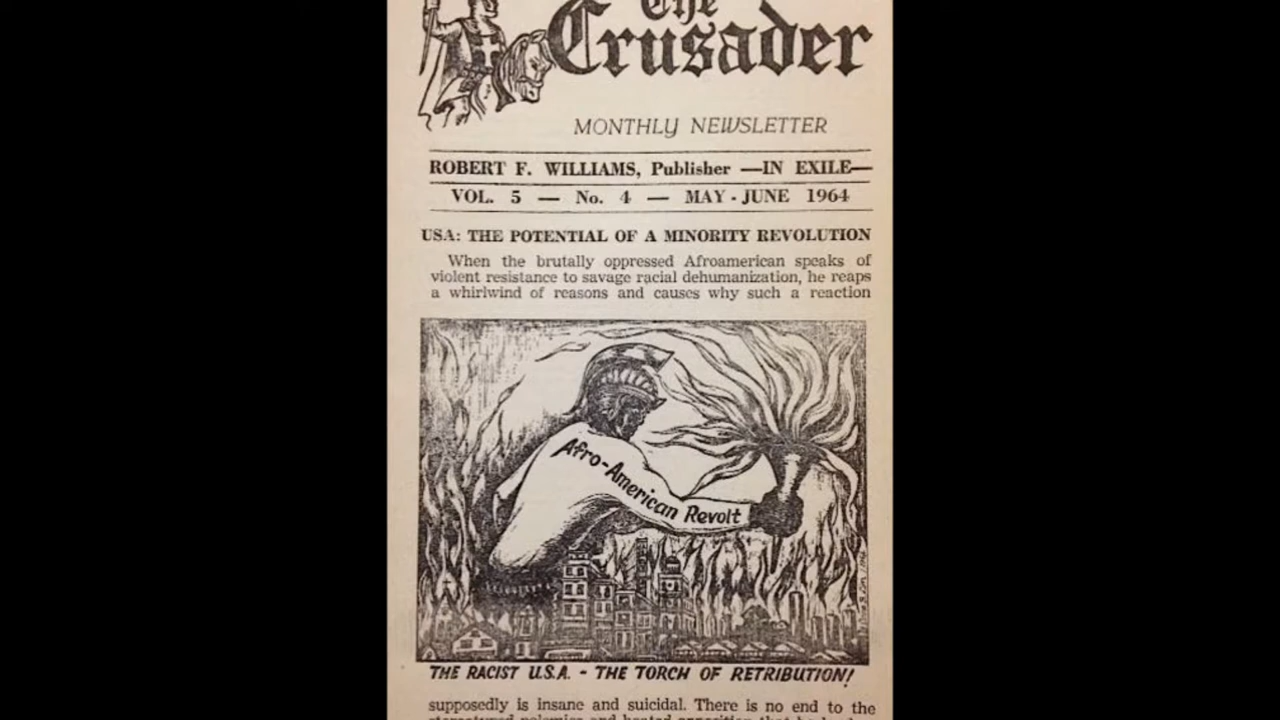 The
Crusader
MONTHLY NEWSLETTER
ROBERT F. WILLIAMS, Publisher —IN EXILE—
VOL. 5 — No. 4 — MAY - JUNE 1964
USA: THE POTENTIAL OF A MINORITY REVOLUTION
When the brutally oppressed Afroamerican speaks of
violent resistance to savage racial dehumanization, he reaps
a whirlwind of reasons and causes why such a reaction
Afro-American Revolt
THE RACIST U.S.A. - THE TORCH OF RETRIBUTION!
supposedly is insane and suicidal. There is no end to the